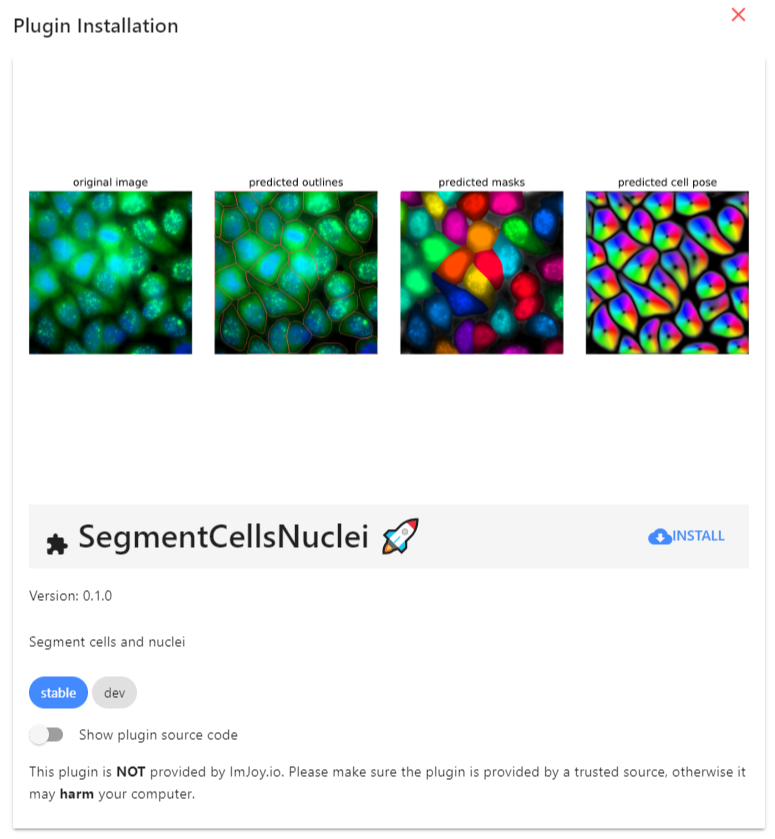 Plugin Installation
original image
predicted outlines
predicted masks
predicted cell pose
SegmentCellsNuclei 🚀
INSTALL
Version: 0.1.0
Segment cells and nuclei
stable
dev
Show plugin source code
This plugin is NOT provided by ImJoy.io. Please make sure the plugin is provided by a trusted source, otherwise it
may harm your computer.